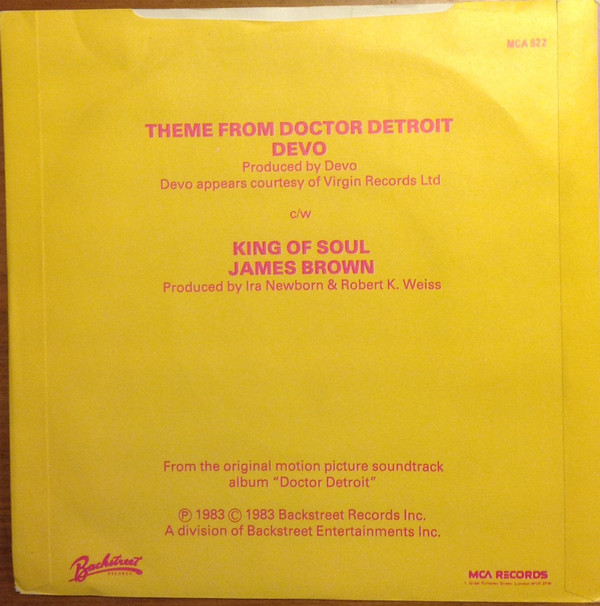 MCA 822
THEME FROM DOCTOR DETROIT
DEVO
Produced by Devo
Devo appears courtesy of Virgin Records Ltd
c/w
KING OF SOUL
JAMES BROWN
Produced by Ira Newborn & Robert K. Weiss
From the original motion picture soundtrack
album "Doctor Detroit"
Ⓟ 1983 © 1983 Backstreet Records Inc.
A division of Backstreet Entertainments Inc.
Backstreet
RECORDS
MCA RECORDS